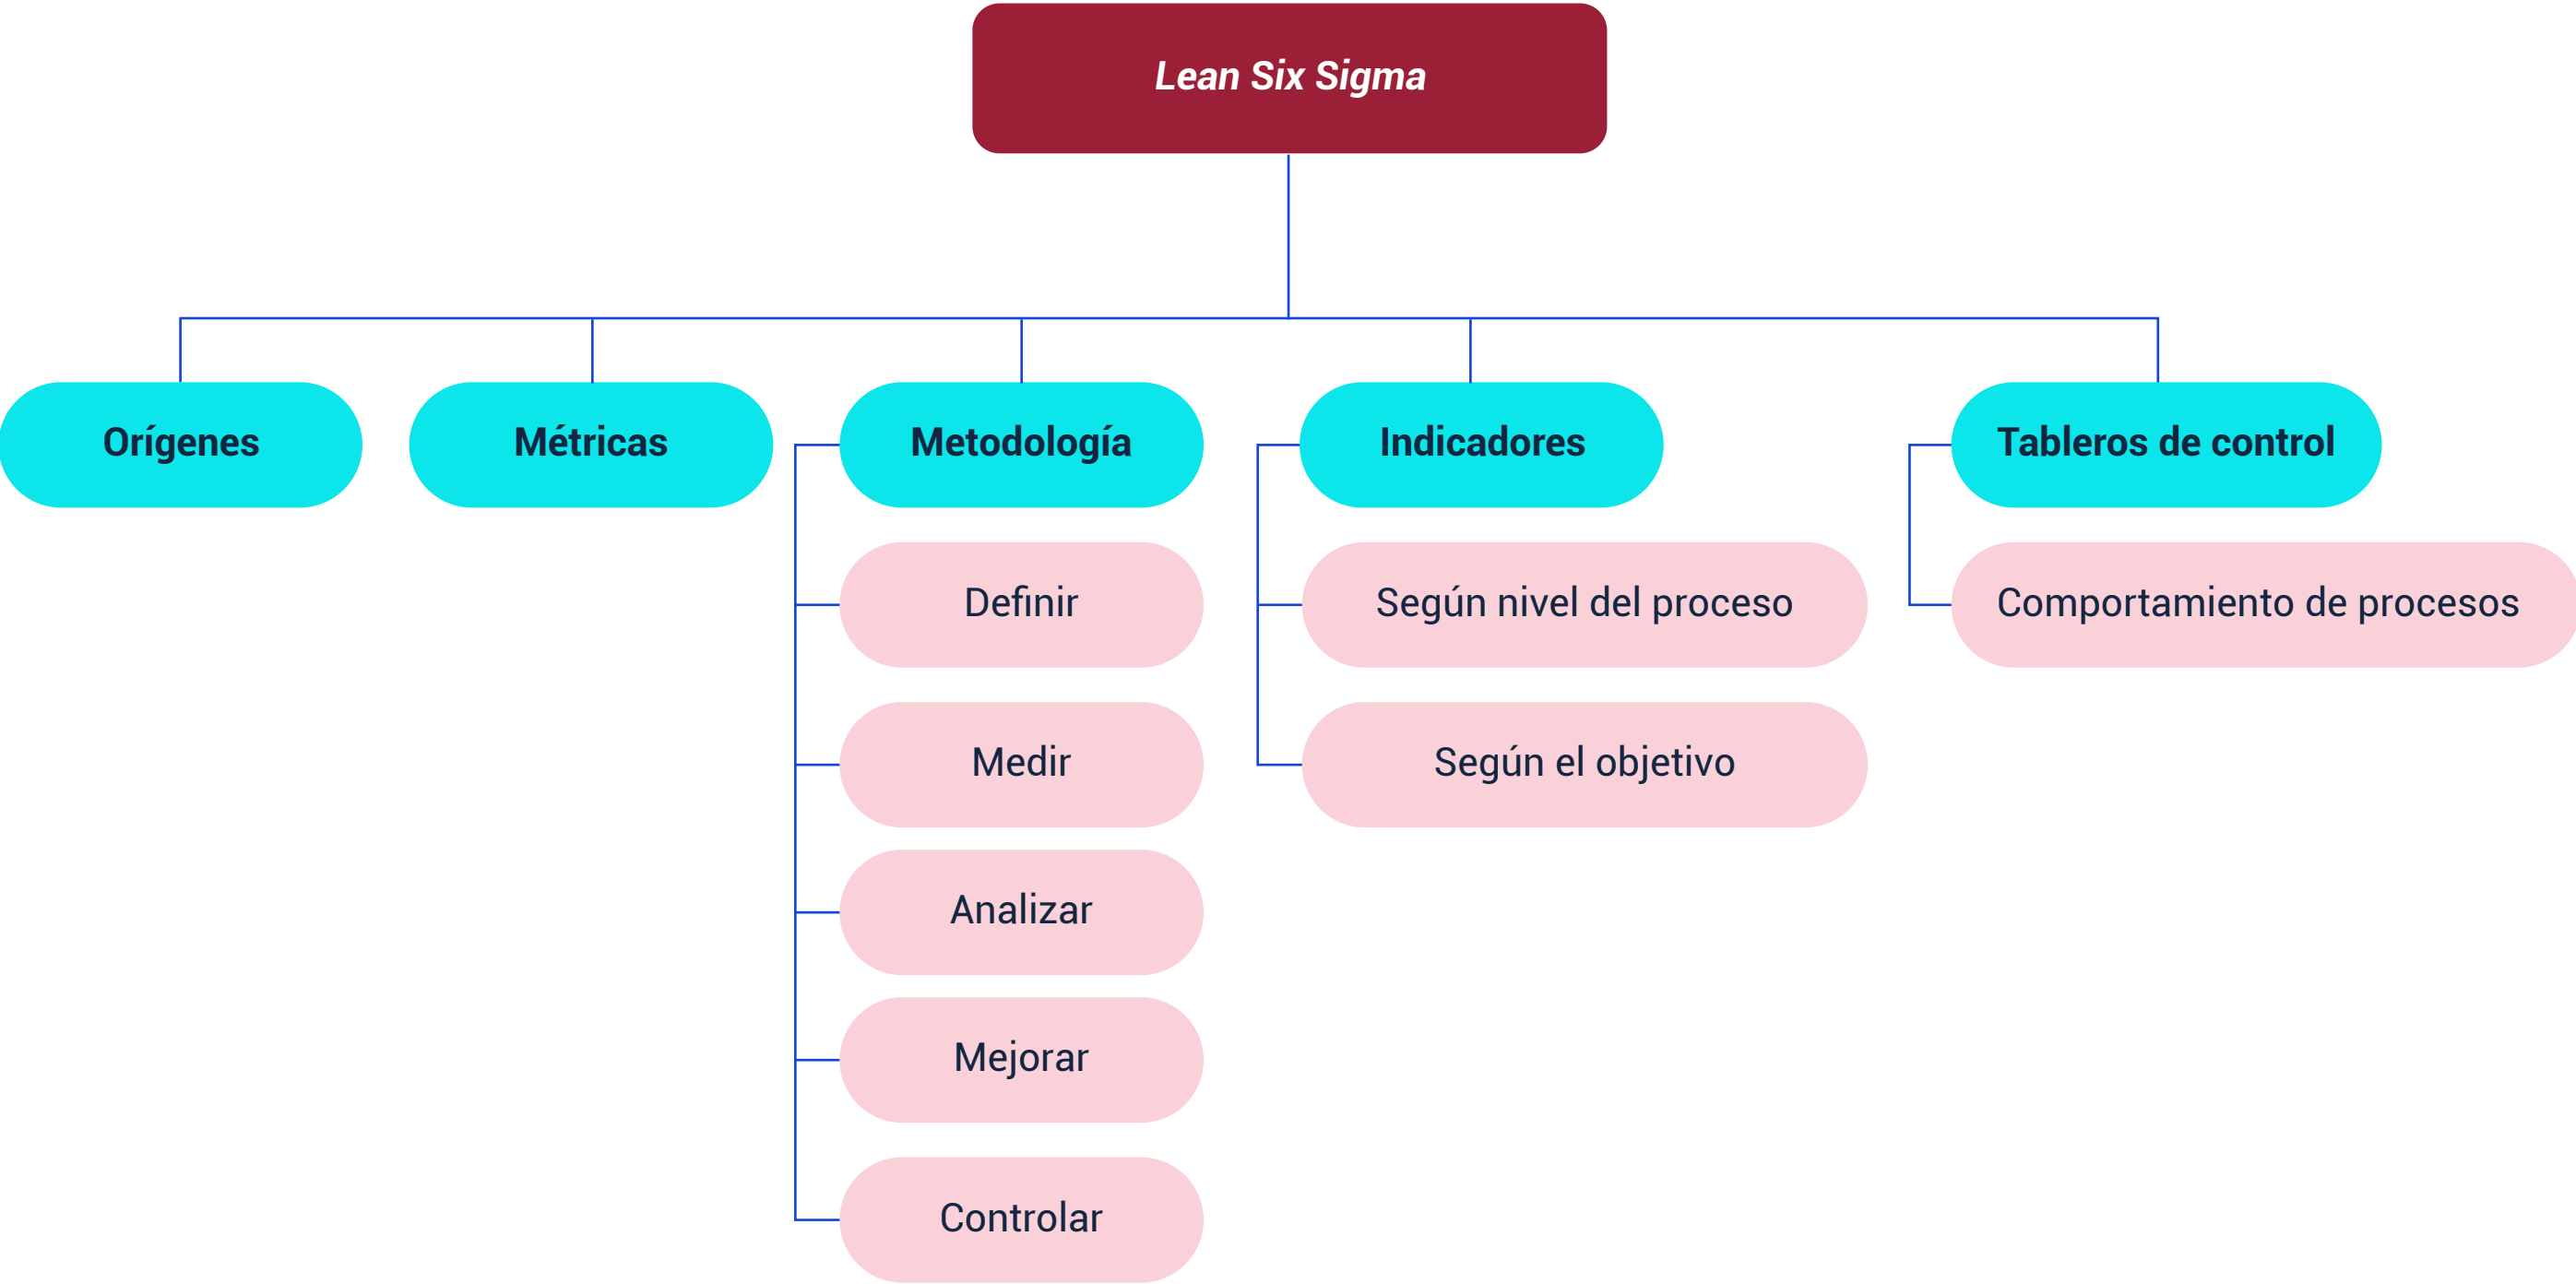 Lean Six Sigma
Orígenes
Métricas
Metodología
Definir
Medir
Analizar
Mejorar
Controlar
Indicadores
Según nivel del proceso
Según el objetivo
Tableros de control
Comportamiento de procesos